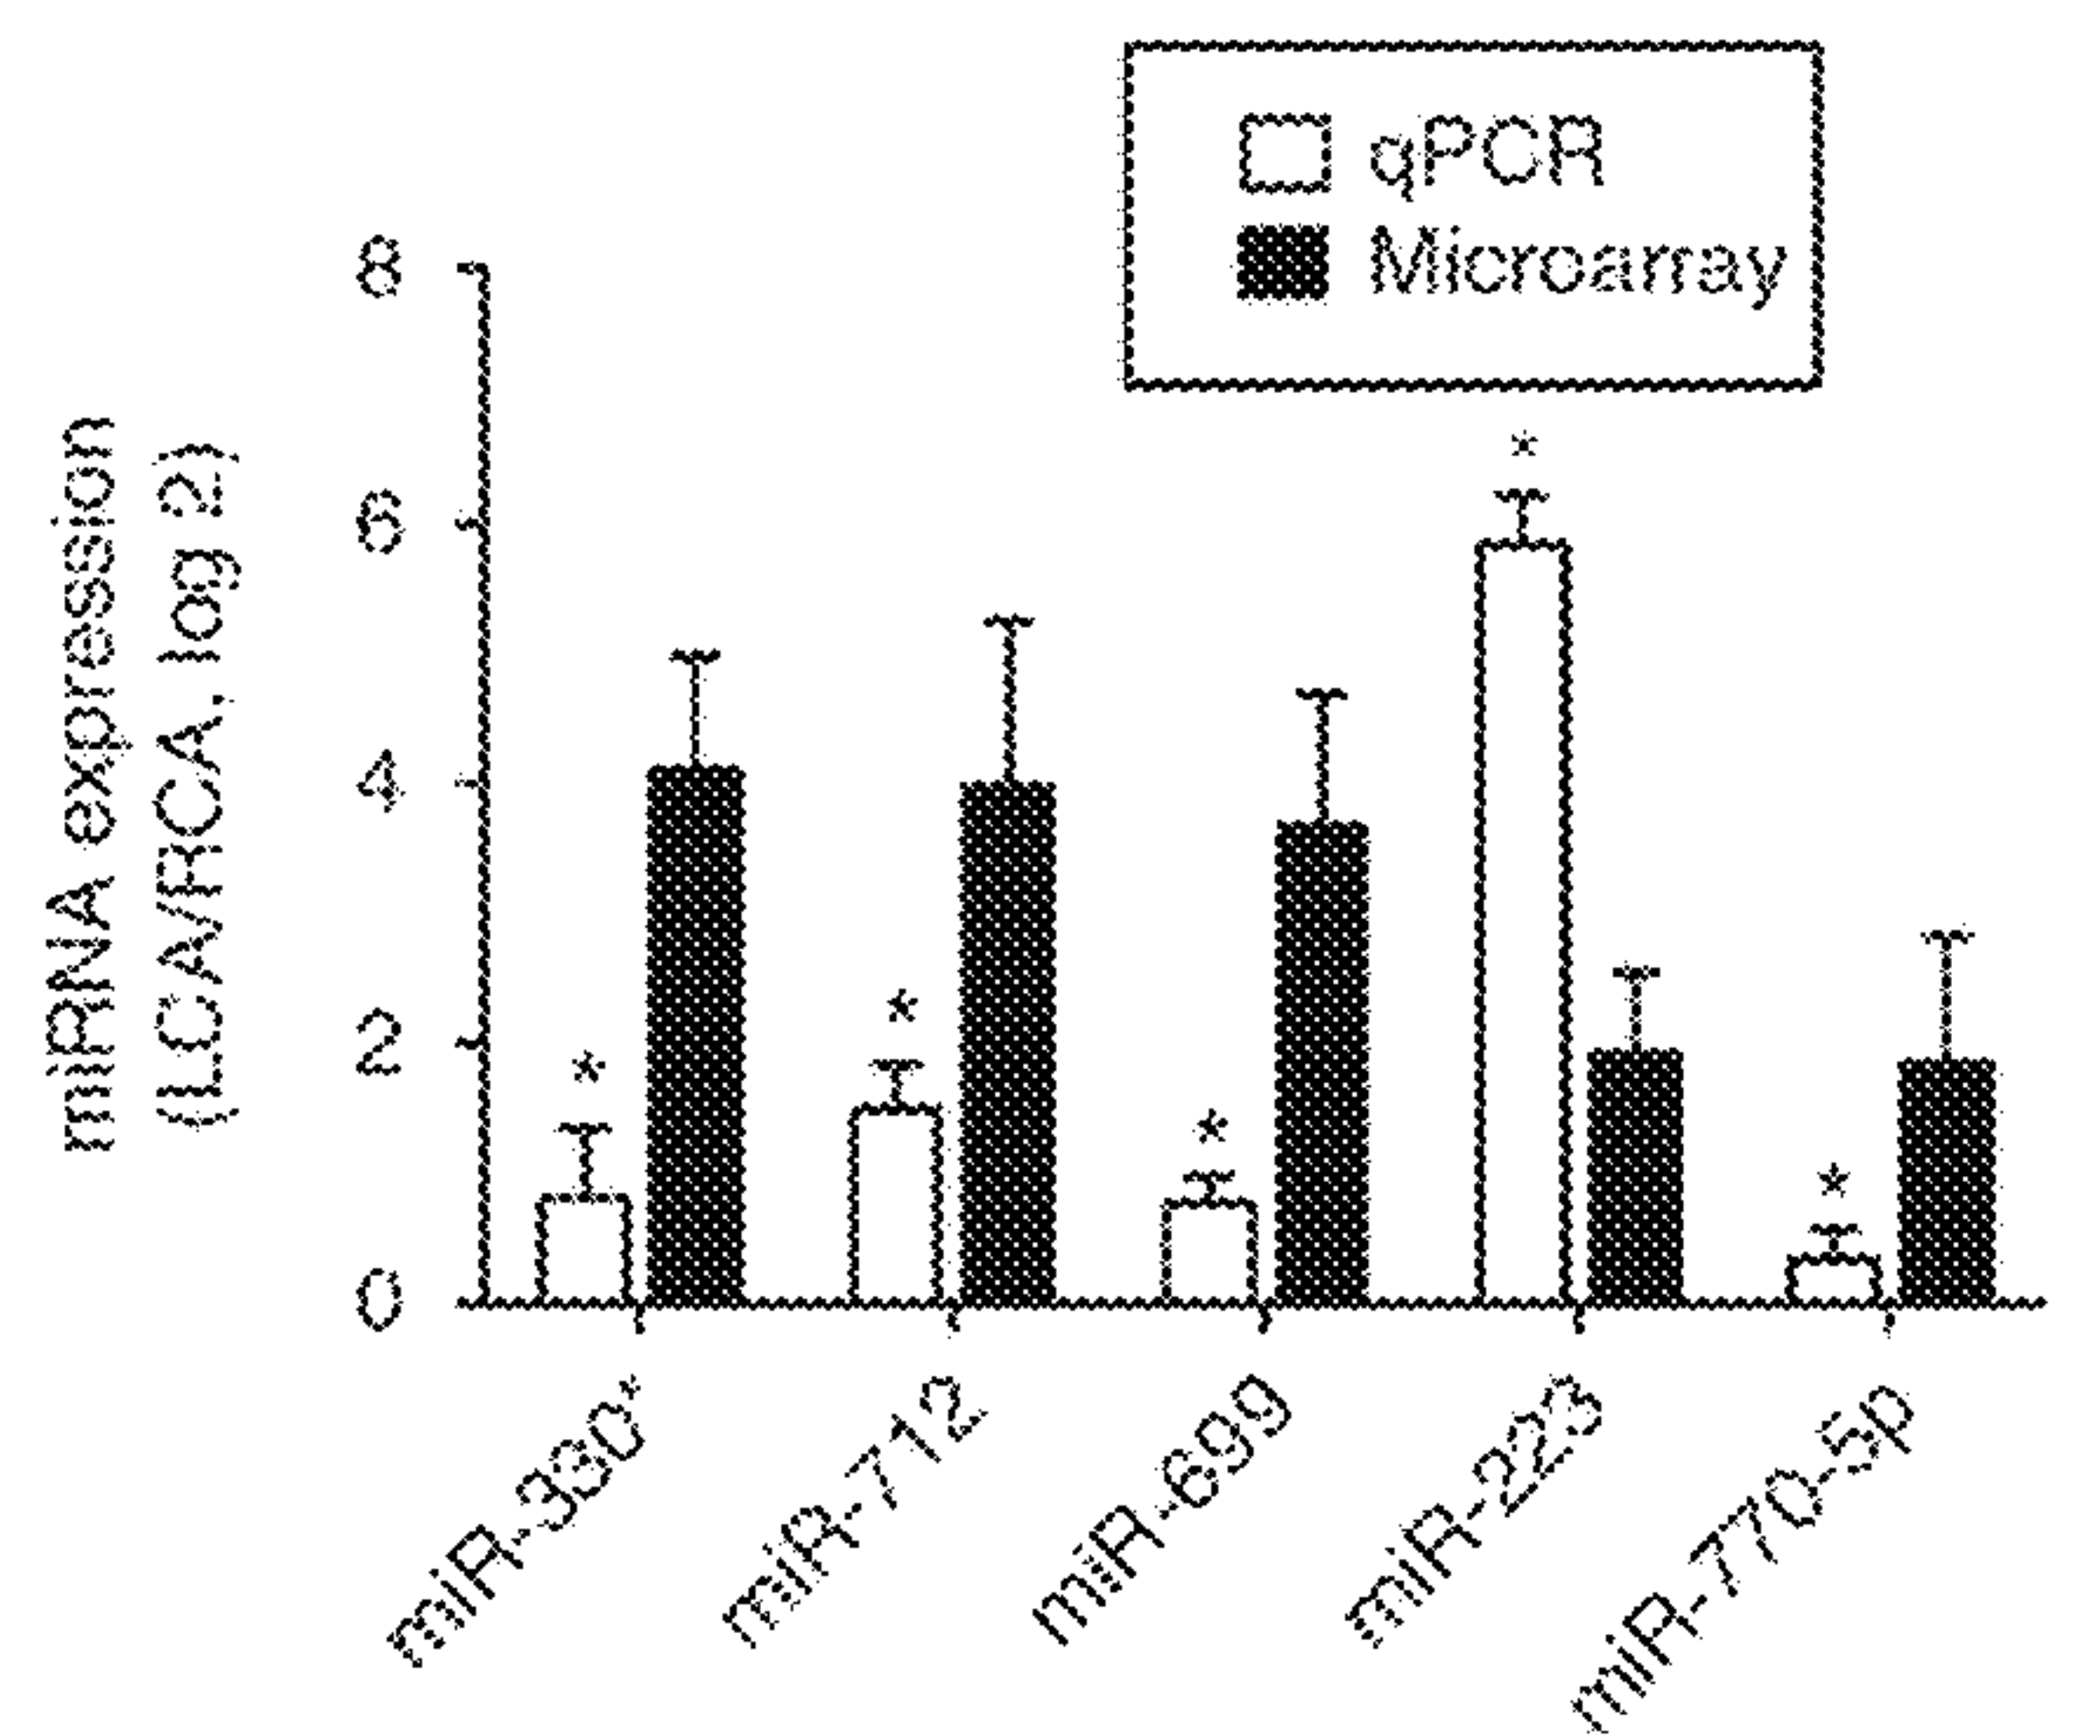 qPCR
Microarray
miRNA expression
(LCA/RCA, log 2)
8
6
4
2
0
*
*
*
*
*
miR-330*
miR-712
miR-699
miR-223
miR-770-5p